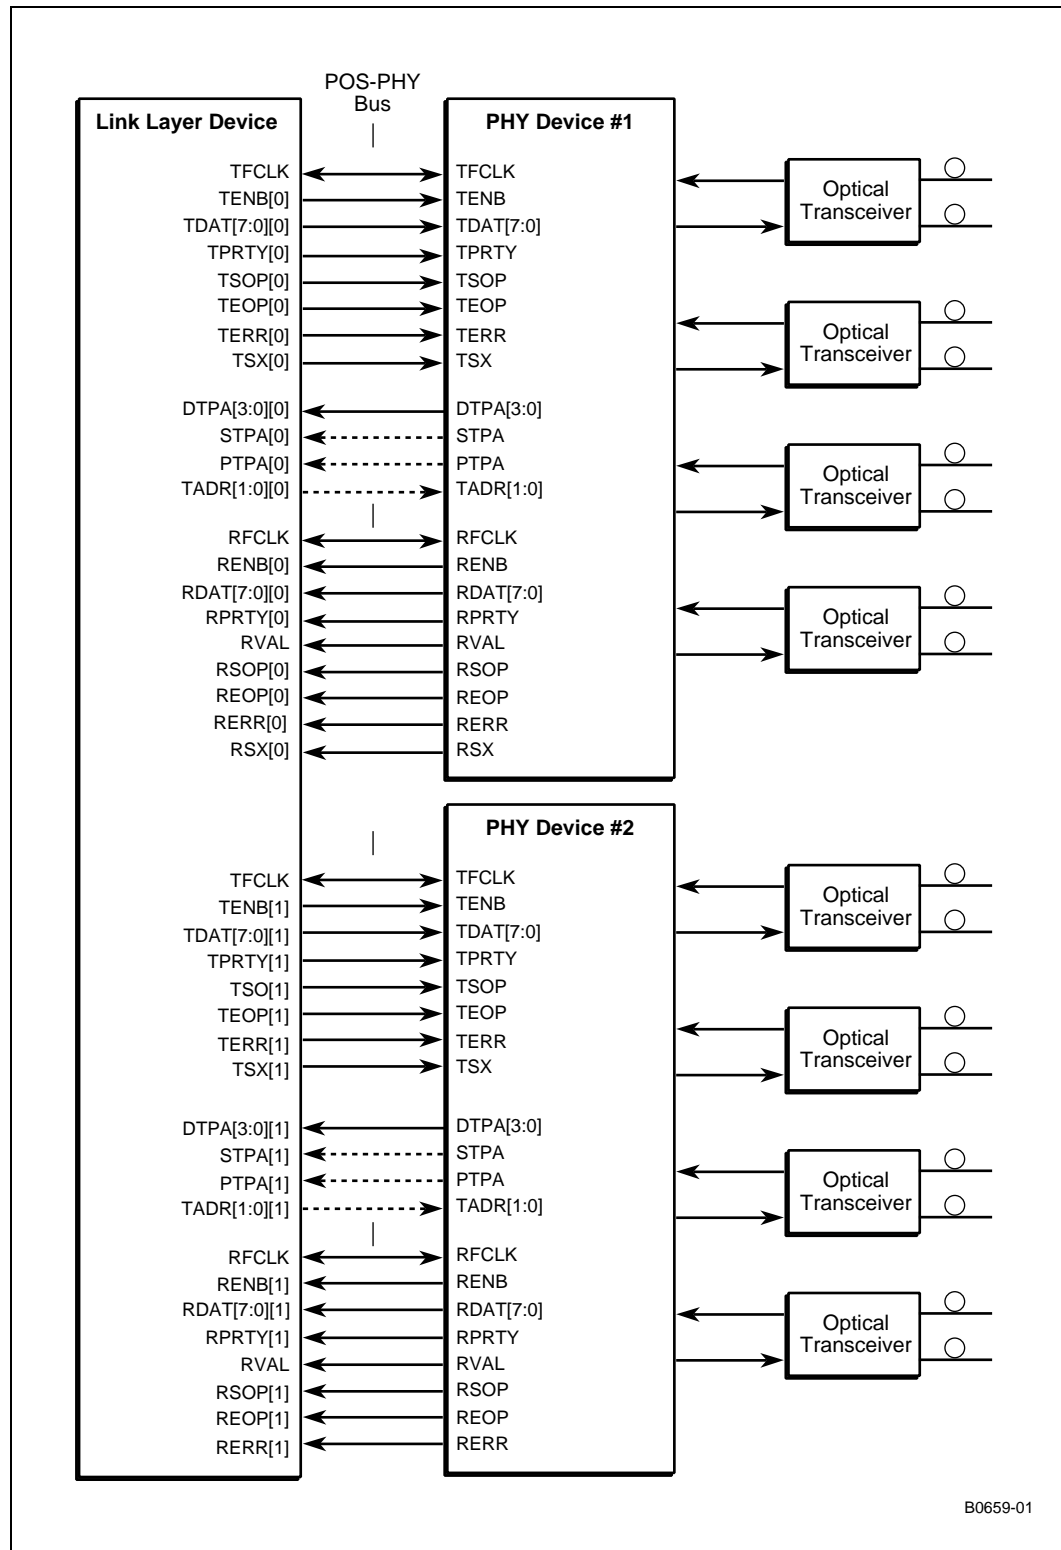 POS-PHY
Bus
Link Layer Device
PHY Device #1
TFCLK TFCLK
TENB[0] TENB
TDAT[7:0][0] TDAT[7:0]
TPRTY[0] TPRTY
TSOP[0] TSOP
TEOP[0] TEOP
TERR[0] TERR
TSX[0] TSX
DTPA[3:0][0] DTPA[3:0]
STPA[0] STPA
PTPA[0] PTPA
TADR[1:0][0] TADR[1:0]
RFCLK RFCLK
RENB[0] RENB
RDAT[7:0][0] RDAT[7:0]
RPRTY[0] RPRTY
RVAL RVAL
RSOP[0] RSOP
REOP[0] REOP
RERR[0] RERR
RSX[0] RSX
Optical
Transceiver
Optical
Transceiver
Optical
Transceiver
Optical
Transceiver
PHY Device #2
TFCLK TFCLK
TENB[1] TENB
TDAT[7:0][1] TDAT[7:0]
TPRTY[1] TPRTY
TSO[1] TSOP
TEOP[1] TEOP
TERR[1] TERR
TSX[1] TSX
DTPA[3:0][1] DTPA[3:0]
STPA[1] STPA
PTPA[1] PTPA
TADR[1:0][1] TADR[1:0]
RFCLK RFCLK
RENB[1] RENB
RDAT[7:0][1] RDAT[7:0]
RPRTY[1] RPRTY
RVAL RVAL
RSOP[1] RSOP
REOP[1] REOP
RERR[1] RERR
Optical
Transceiver
Optical
Transceiver
Optical
Transceiver
Optical
Transceiver
B0659-01